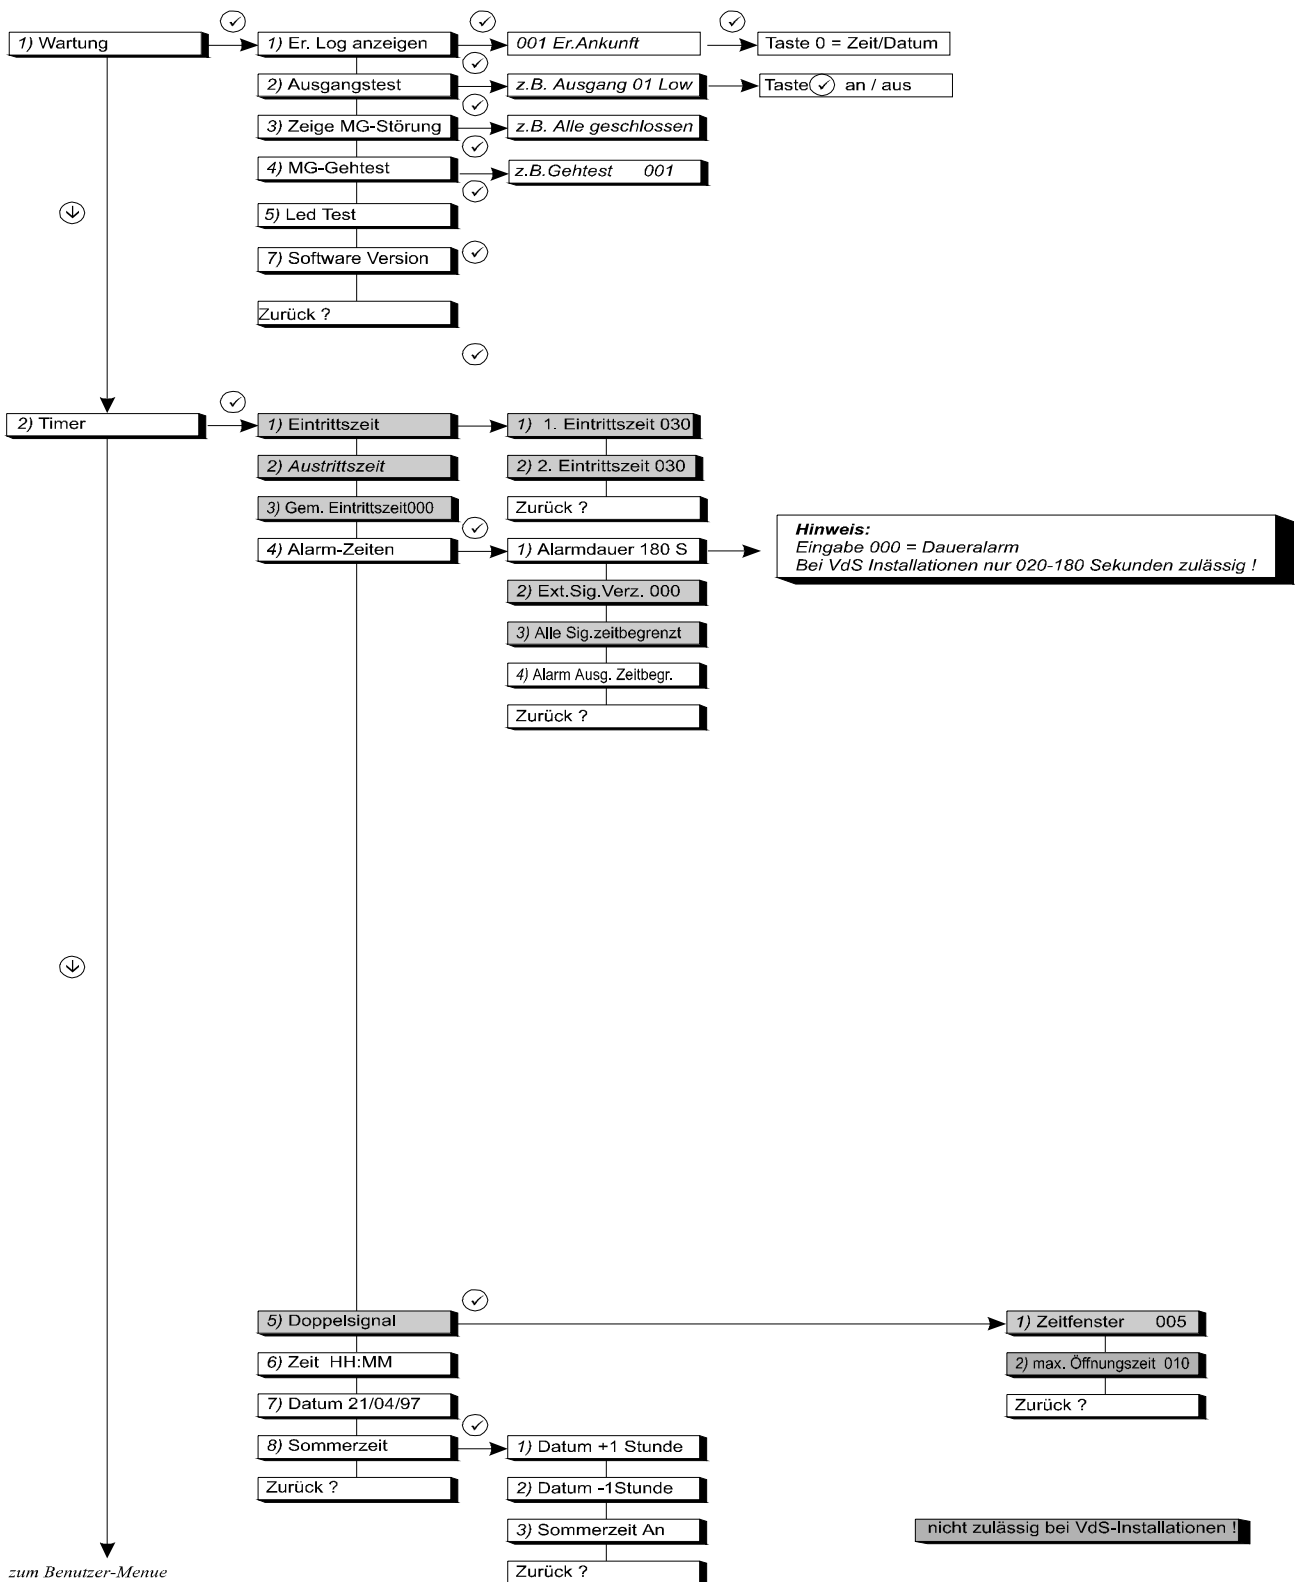 1) Wartung
1) Er. Log anzeigen
001 Er.Ankunft
Taste 0 = Zeit/Datum
2) Ausgangstest
z.B. Ausgang 01 Low
Taste an / aus
3) Zeige MG-Störung
z.B. Alle geschlossen
4) MG-Gehtest
z.B.Gehtest 001
5) Led Test
7) Software Version
Zurück ?
2) Timer
1) Eintrittszeit
1) 1. Eintrittszeit 030
2) Austrittszeit
2) 2. Eintrittszeit 030
3) Gem. Eintrittszeit000
Zurück ?
4) Alarm-Zeiten
1) Alarmdauer 180 S
Hinweis:
Eingabe 000 = Daueralarm
Bei VdS Installationen nur 020-180 Sekunden zulässig !
2) Ext.Sig.Verz. 000
3) Alle Sig.zeitbegrenzt
4) Alarm Ausg. Zeitbegr.
Zurück ?
5) Doppelsignal
1) Zeitfenster 005
6) Zeit HH:MM
2) max. Öffnungszeit 010
7) Datum 21/04/97
Zurück ?
8) Sommerzeit
1) Datum +1 Stunde
Zurück ?
2) Datum -1Stunde
3) Sommerzeit An
nicht zulässig bei VdS-Installationen !
zum Benutzer-Menue
Zurück ?